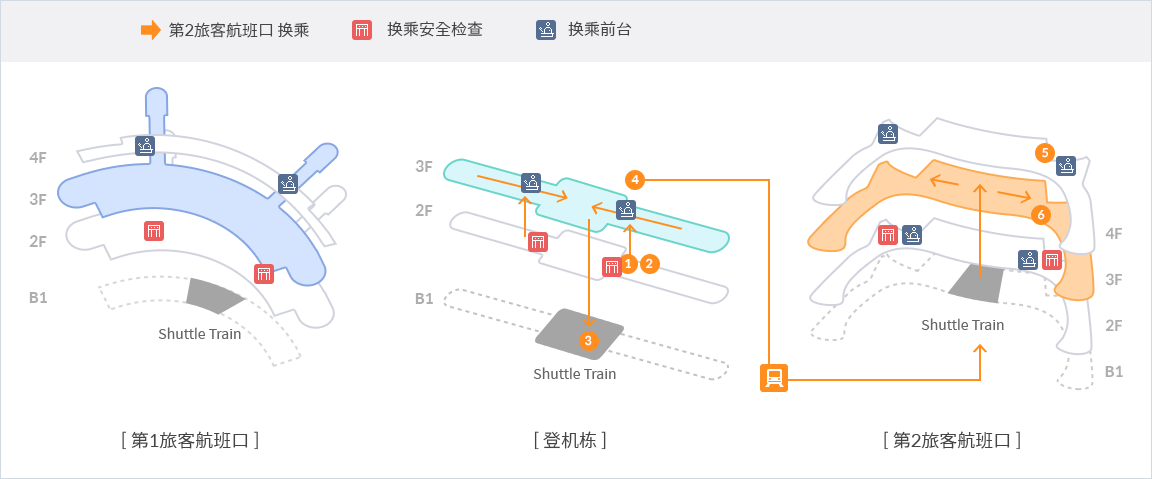 第2旅客航班口 换乘
换乘安全检查
换乘前台
4F
3F
2F
B1
Shuttle Train
[ 第1旅客航班口 ]
3F
2F
B1
4
1
2
3
Shuttle Train
[ 登机栋 ]
5
6
4F
3F
2F
B1
Shuttle Train
[ 第2旅客航班口 ]